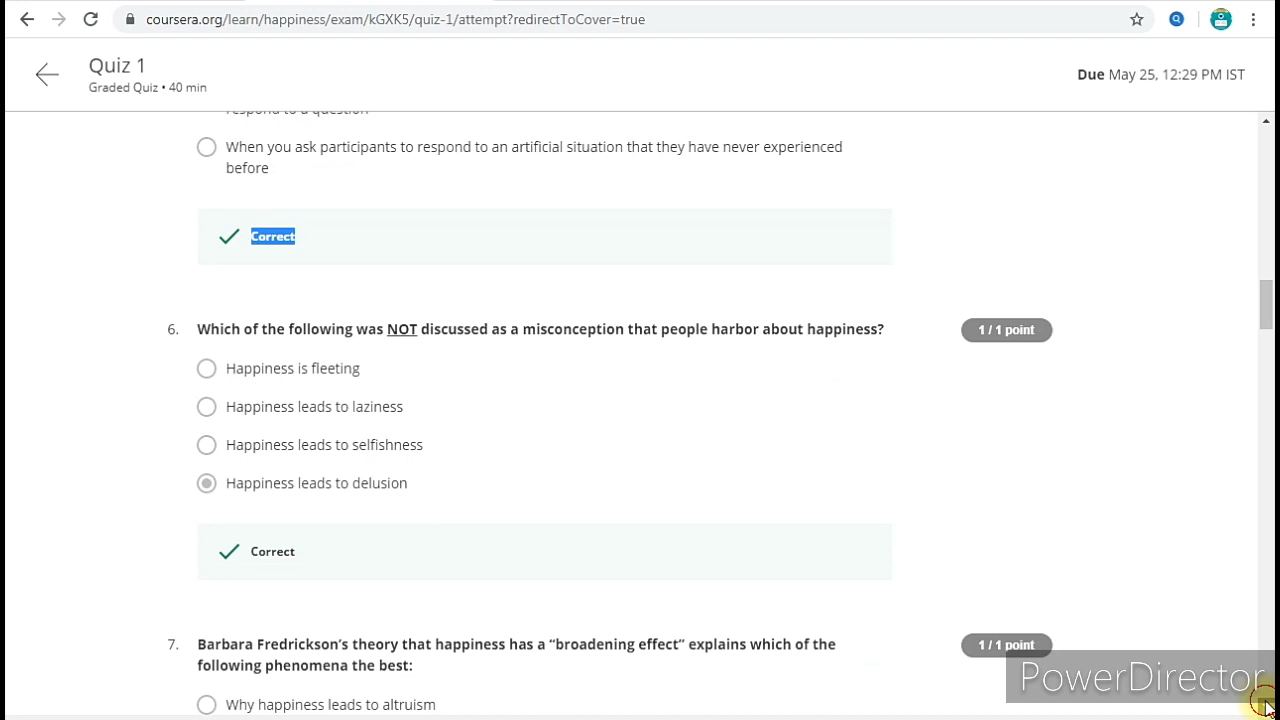 coursera.org/learn/happiness/exam/kGXK5/quiz-1/attempt?redirectToCover=true
Quiz 1
Graded Quiz • 40 min
Due May 25, 12:29 PM IST
respond to a question
When you ask participants to respond to an artificial situation that they have never experienced
before
Correct
6. Which of the following was NOT discussed as a misconception that people harbor about happiness?
1 / 1 point
Happiness is fleeting
Happiness leads to laziness
Happiness leads to selfishness
Happiness leads to delusion
Correct
7. Barbara Fredrickson's theory that happiness has a “broadening effect” explains which of the
following phenomena the best:
1 / 1 point
Why happiness leads to altruism
PowerDirector